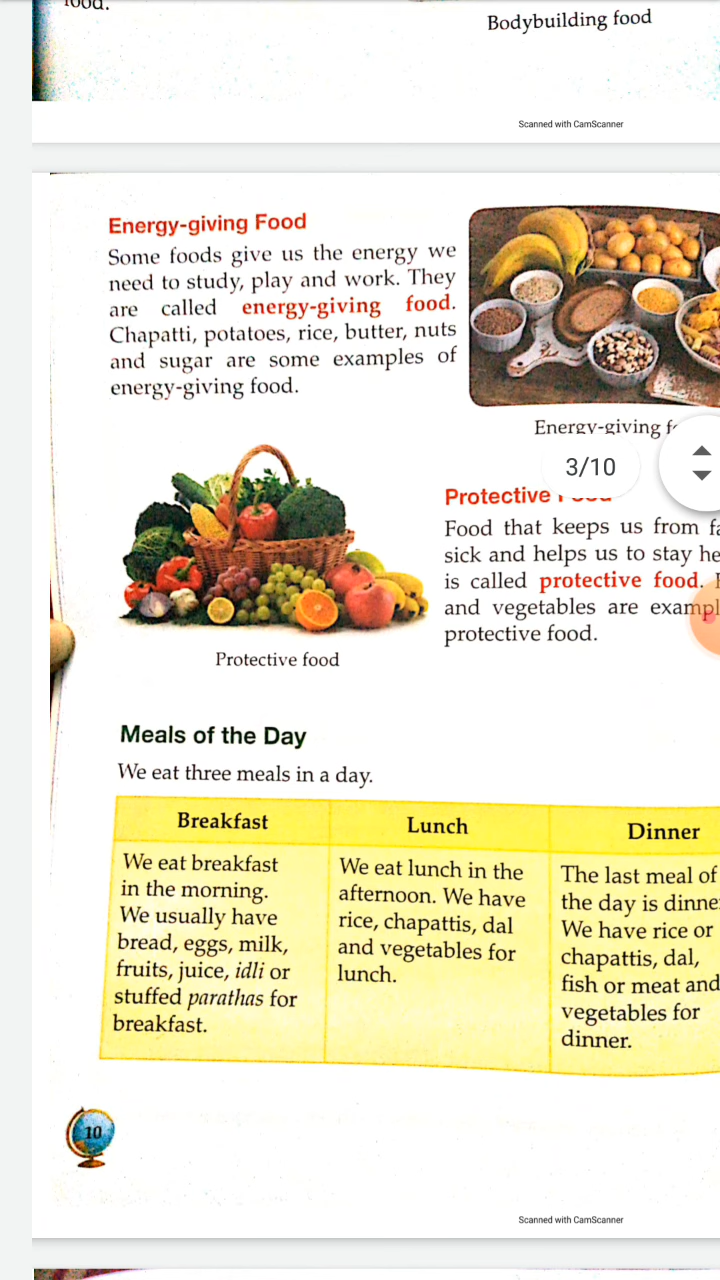 food.
Bodybuilding food
Scanned with CamScanner
Energy-giving Food
Some foods give us the energy we
need to study, play and work. They
are called energy-giving food.
Chapatti, potatoes, rice, butter, nuts
and sugar are some examples of
energy-giving food.
Energy-giving
3/10
Protective
Food that keeps us from
sick and helps us to stay
is called protective food.
and vegetables are
protective food.
Protective food
Meals of the Day
We eat three meals in a day.
Breakfast
We eat breakfast
in the morning.
We usually have
bread, eggs, milk,
fruits, juice, idli or
stuffed parathas for
breakfast.
Lunch
We eat lunch in the
afternoon. We have
rice, chapattis, dal
and vegetables for
lunch.
Dinner
The last meal of
the day is
We have rice or
chapattis, dal,
fish or meat and
vegetables for
dinner.
10
Scanned with CamScanner